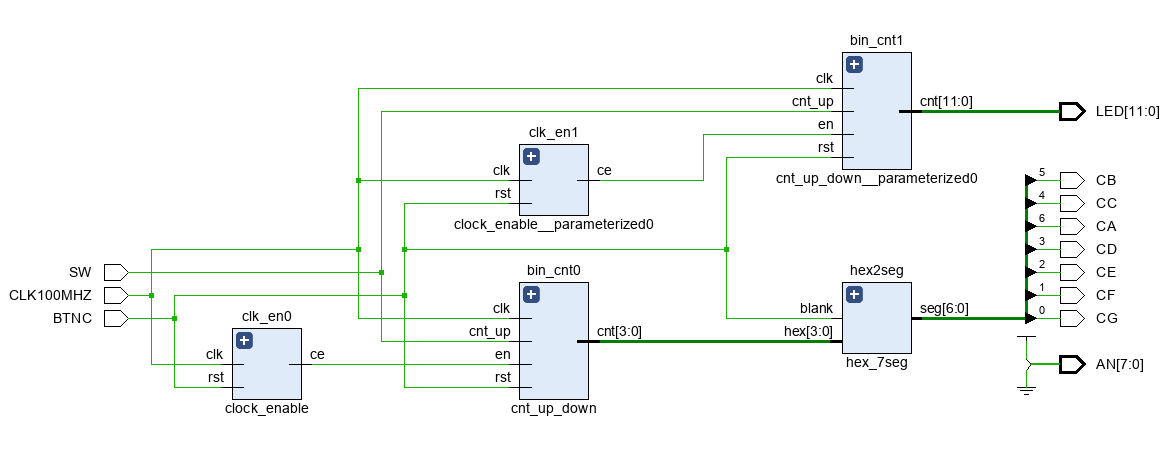 bin_cnt1
clk
cnt_up
en
rst
cnt[11:0]
LED[11:0]
cnt_up_down__parameterized0
clk_en1
clk
rst
ce
clock_enable__parameterized0
5 CB
4 CC
6 CA
3 CD
2 CE
1 CF
0 CG
SW
CLK100MHZ
BTNC
clk_en0
clk
rst
ce
clock_enable
bin_cnt0
clk
cnt_up
en
rst
cnt[3:0]
cnt_up_down
hex2seg
blank
hex[3:0]
seg[6:0]
hex_7seg
AN[7:0]